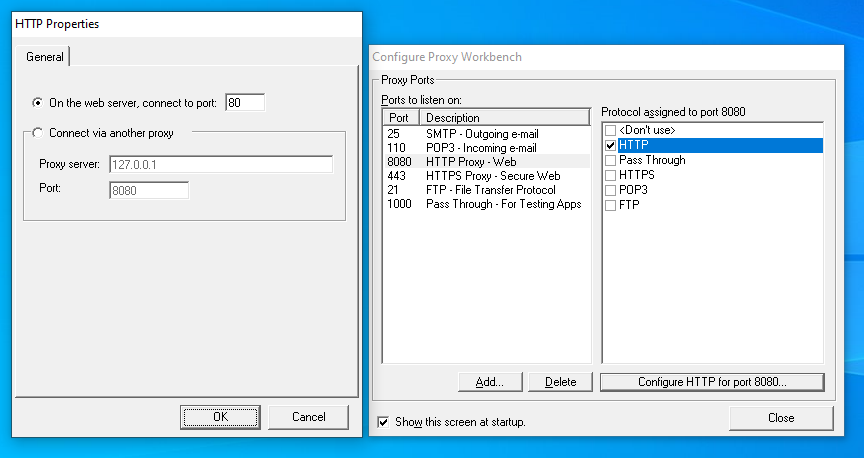 HTTP Properties
General
On the web server, connect to port: 80
Connect via another proxy
Proxy server: 127.0.0.1
Port: 8080
OK Cancel
Configure Proxy Workbench
Proxy Ports
Ports to listen on:
Port Description
25 SMTP - Outgoing e-mail
110 POP3 - Incoming e-mail
8080 HTTP Proxy - Web
443 HTTPS Proxy - Secure Web
21 FTP - File Transfer Protocol
1000 Pass Through - For Testing Apps
Add... Delete
Protocol assigned to port 8080
<Don't use>
HTTP
Pass Through
HTTPS
POP3
FTP
Configure HTTP for port 8080...
Show this screen at startup.
Close